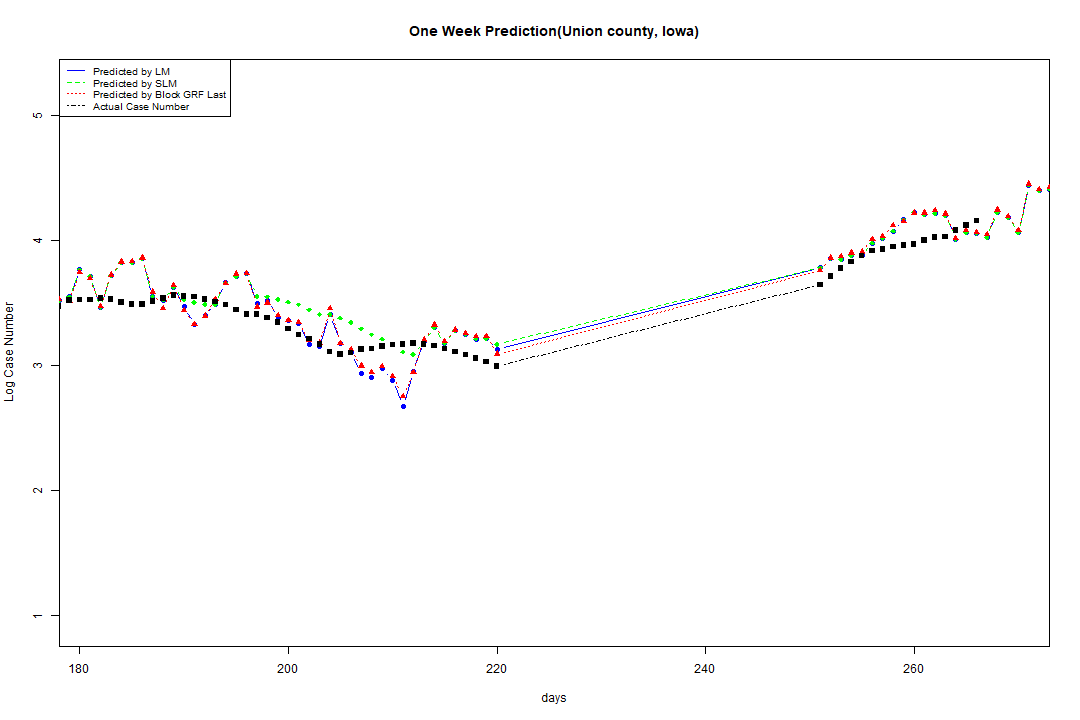 One Week Prediction(Union county, Iowa)
Predicted by LM
Predicted by SLM
Predicted by Block GRF Last
Actual Case Number
5
4
3
2
1
Log Case Number
180 200 220 240 260
days